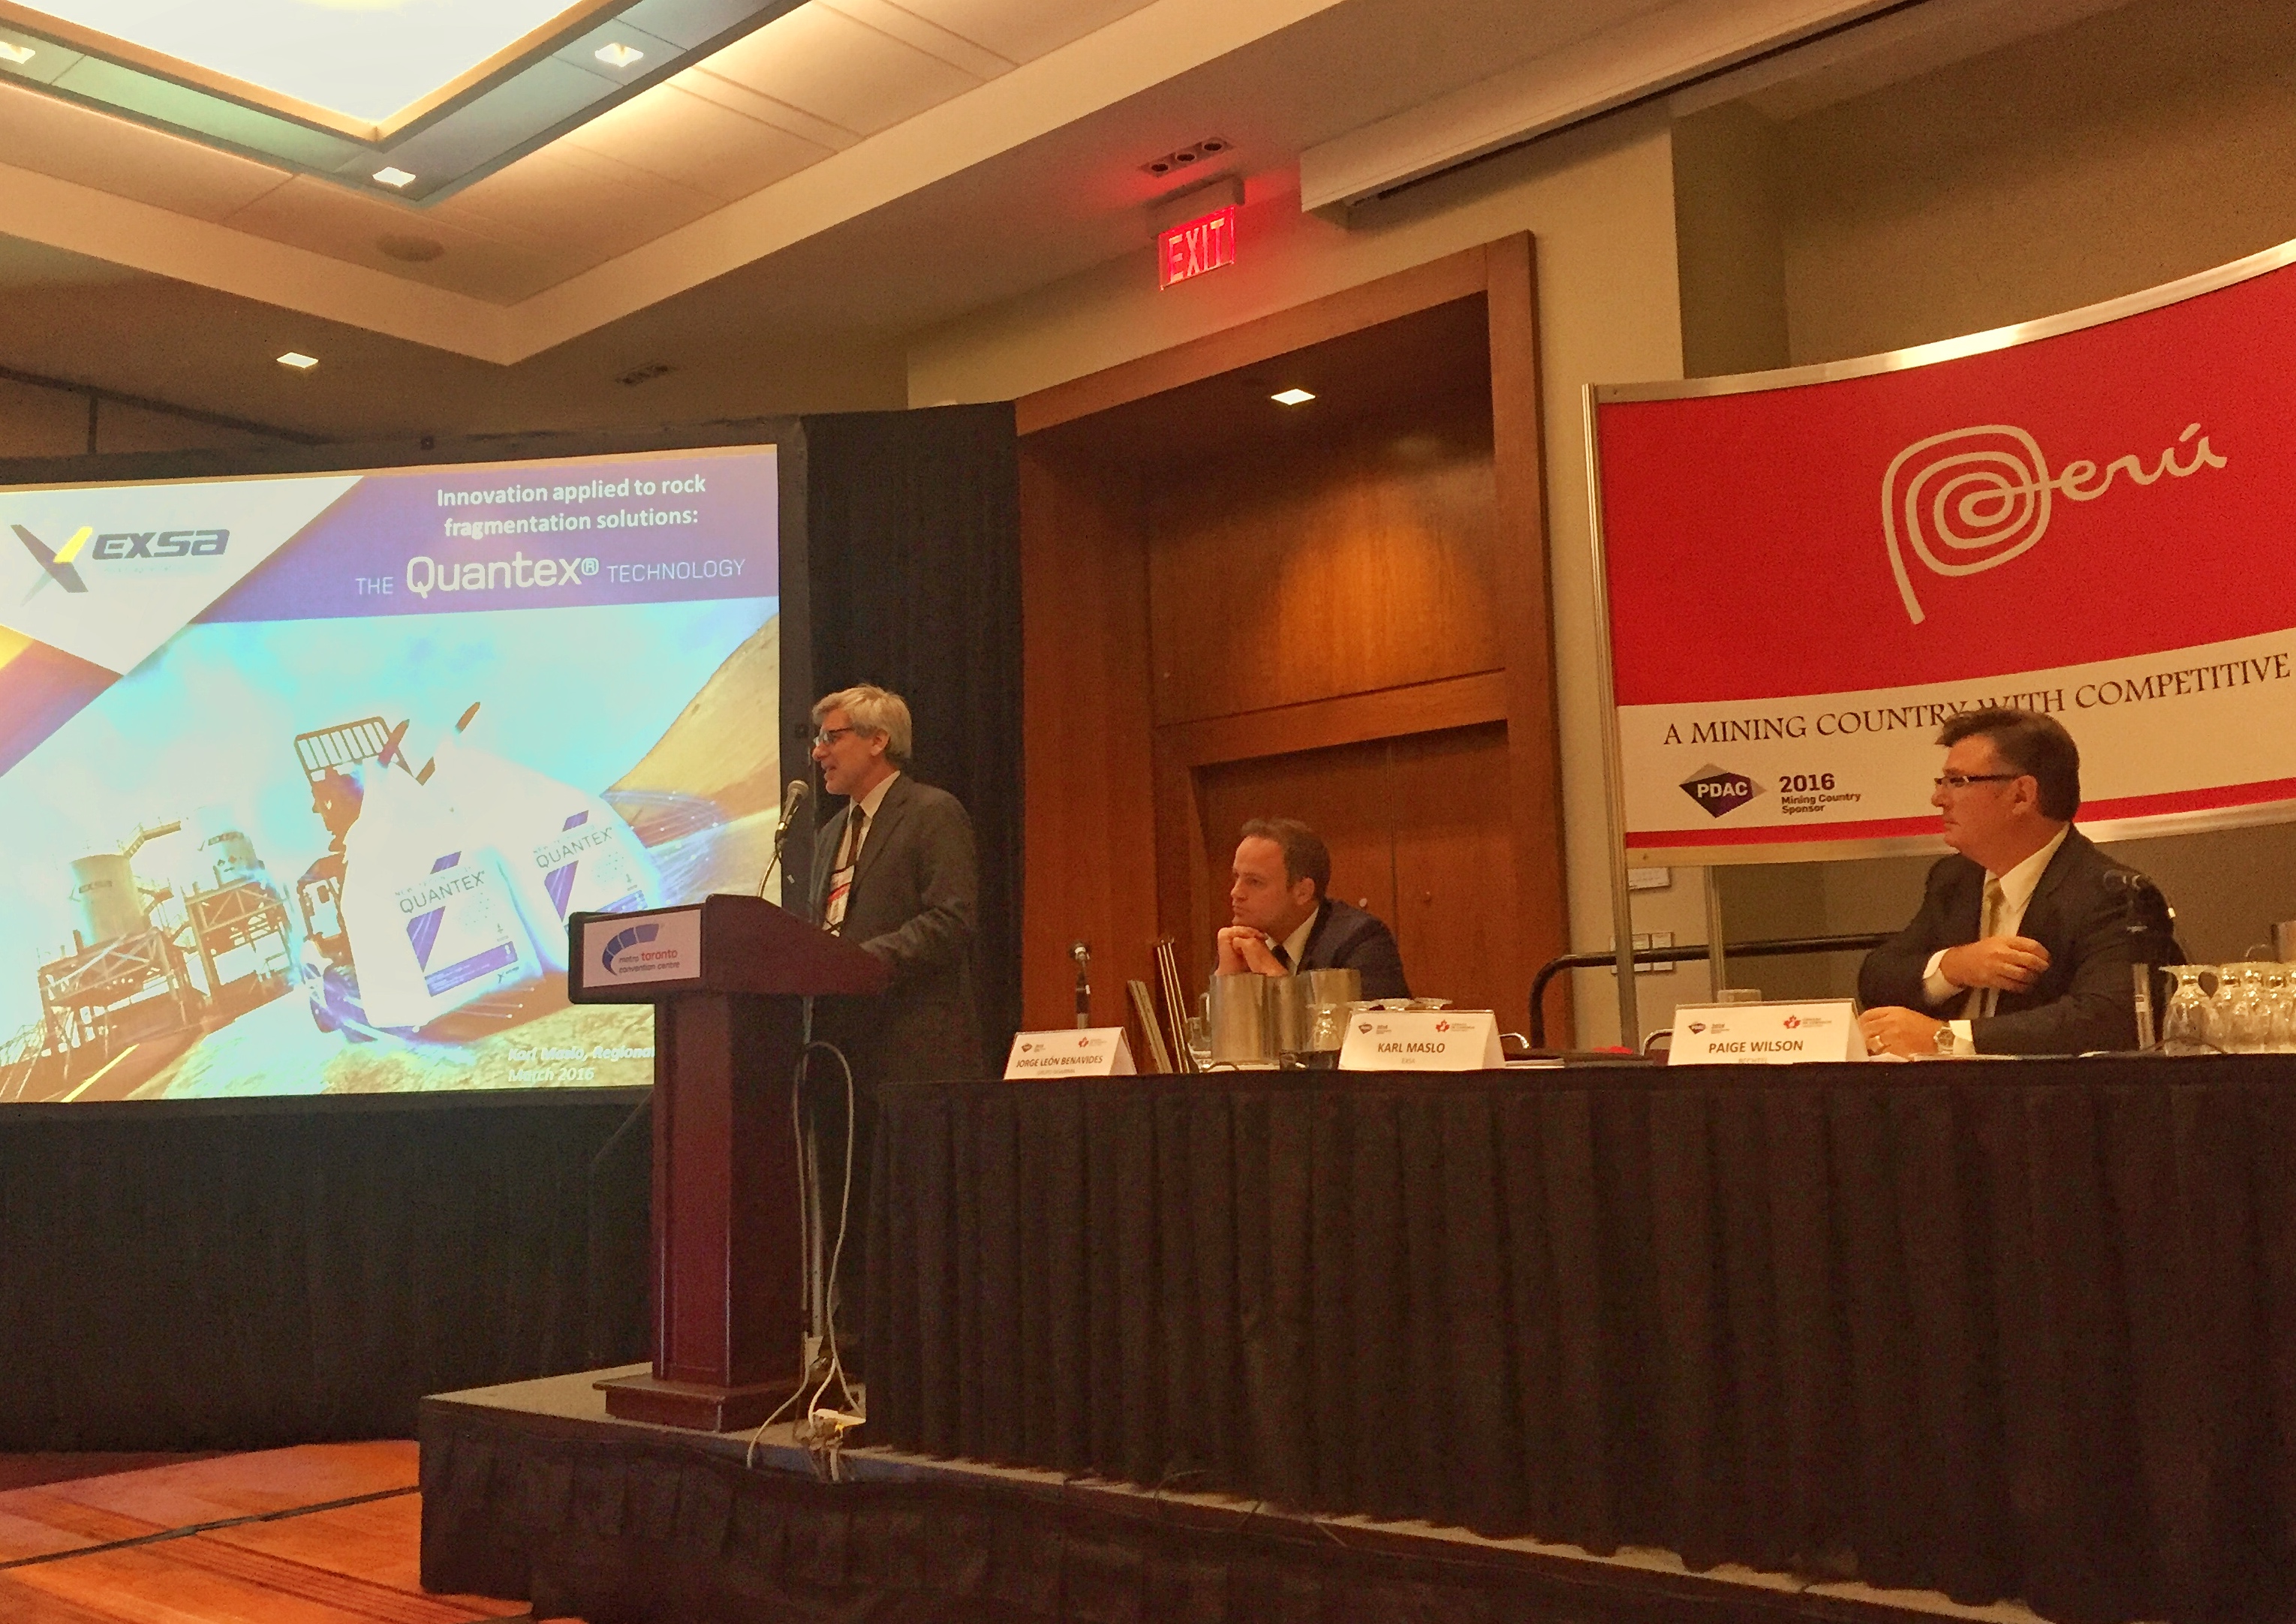 EXIT
exsa
Innovation applied to rock
fragmentation solutions:
THE Quantex® TECHNOLOGY
QUANTEX
QUANTEX
Karl Maslo, Regional
March 2016
metro toronto
convention centre
Perú
A MINING COUNTRY WITH COMPETITIVE
PDAC
2016
Mining Country
Sponsor
JORGE LEÓN BENAVIDES
KARL MASLO
EXSA
PAIGE WILSON
BECHTEL